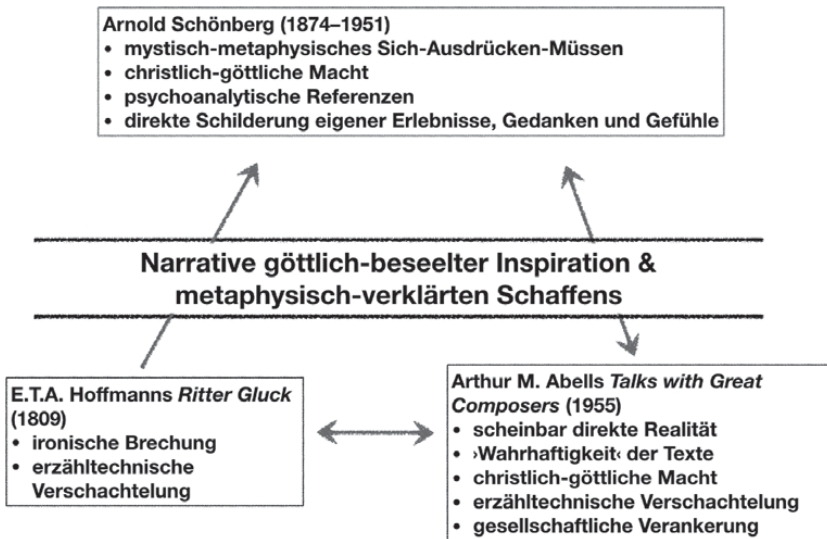 Arnold Schönberg (1874–1951)
• mystisch-metaphysisches Sich-Ausdrücken-Müssen
• christlich-göttliche Macht
• psychoanalytische Referenzen
• direkte Schilderung eigener Erlebnisse, Gedanken und Gefühle
Narrative göttlich-beseelter Inspiration &
metaphysisch-verklärten Schaffens
E.T.A. Hoffmanns Ritter Gluck
(1809)
• ironische Brechung
• erzähltechnische
Verschachtelung
Arthur M. Abells Talks with Great
Composers (1955)
• scheinbar direkte Realität
• ›Wahrhaftigkeit‹ der Texte
• christlich-göttliche Macht
• erzähltechnische Verschachtelung
• gesellschaftliche Verankerung